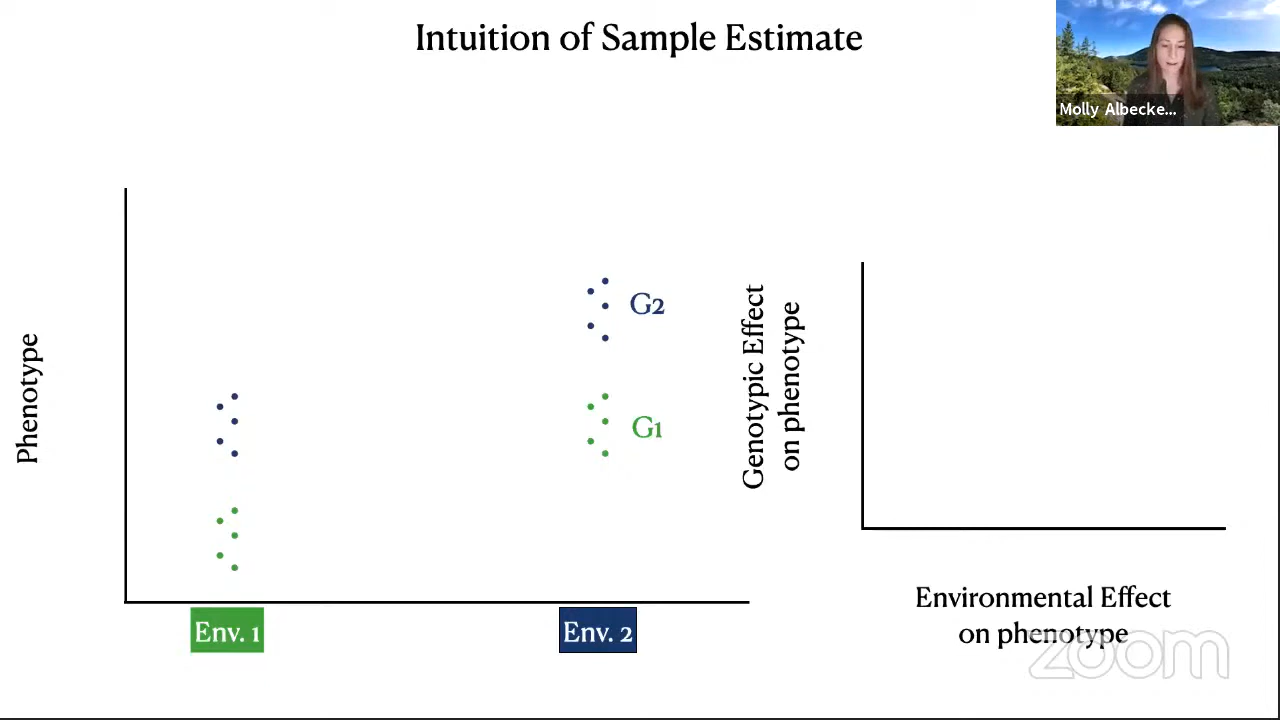 Intuition of Sample Estimate
Molly Albecke...
Phenotype
G2
G1
Env. 1
Env. 2
Genotypic Effect
on phenotype
Environmental Effect
on phenotype
zoom